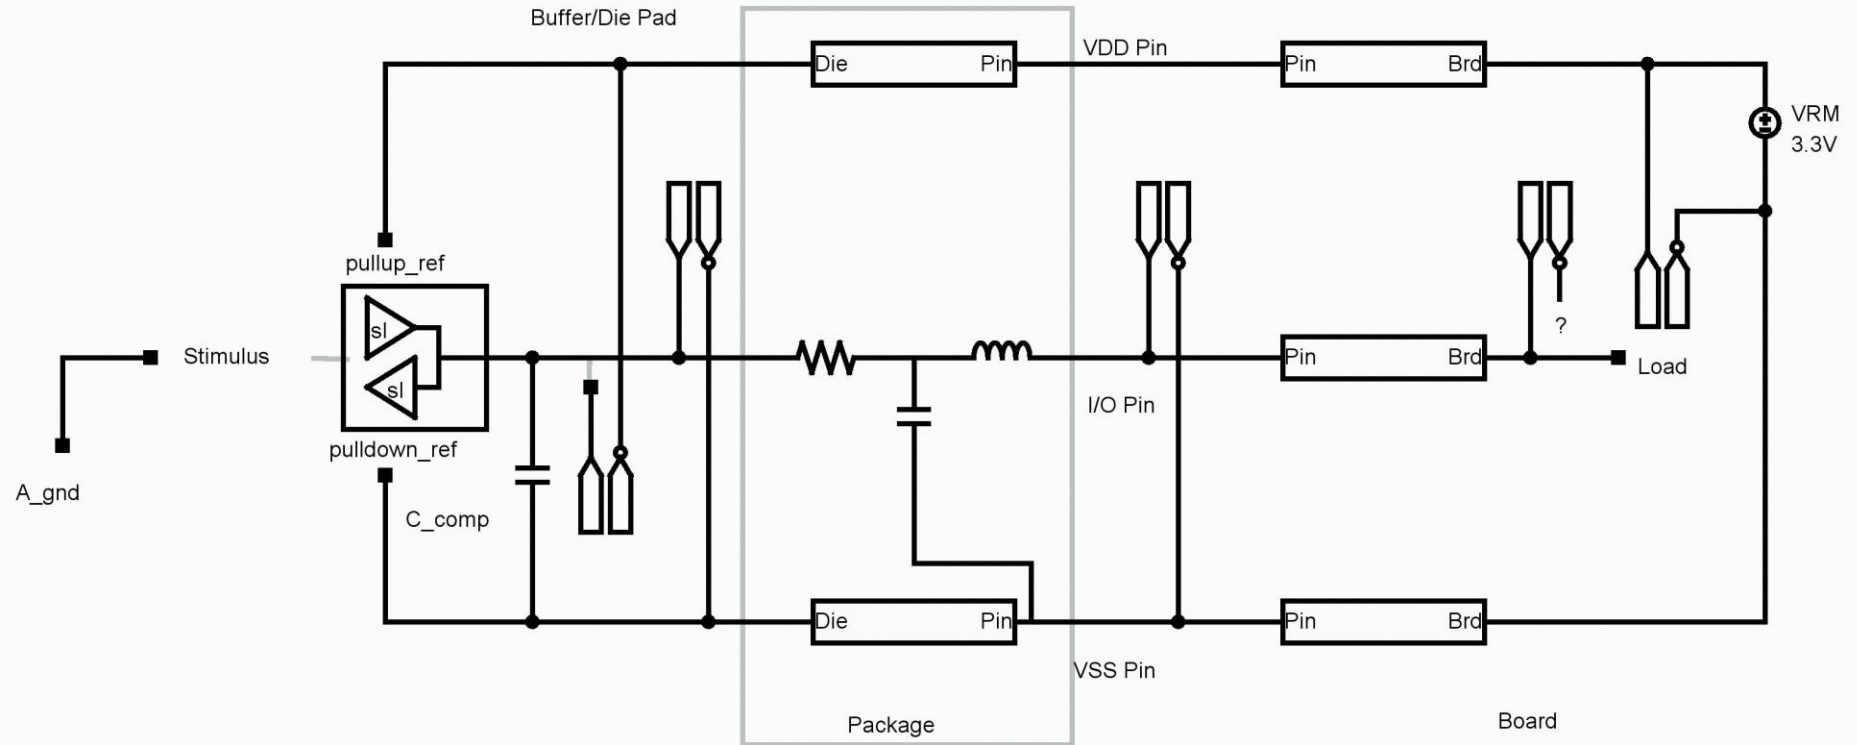 Buffer/Die Pad
VDD Pin
Die
Pin
Pin
Brd
VRM
3.3V
pullup_ref
sl
sl
Stimulus
?
Pin
Brd
Load
I/O Pin
pulldown_ref
A_gnd
C_comp
Die
Pin
Pin
Brd
VSS Pin
Package
Board